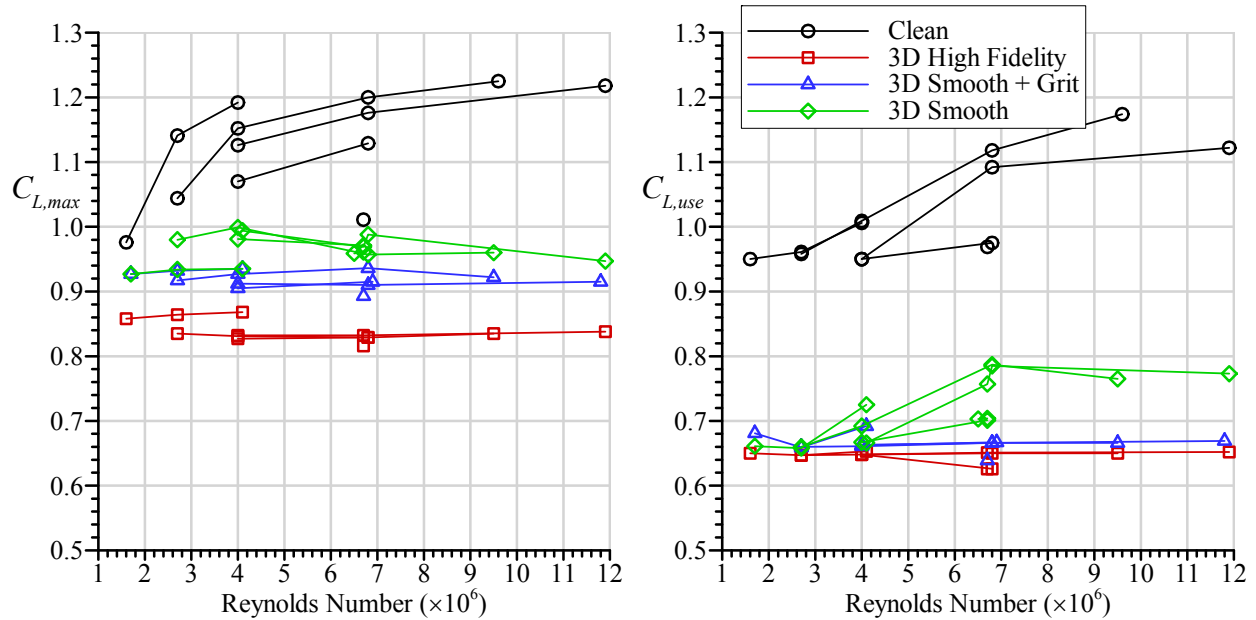 1.3
1.2
1.1
1.0
0.9
0.8
0.7
0.6
0.5
C_{L,max}
1 2 3 4 5 6 7 8 9 10 11 12
Reynolds Number (×10^6)
Clean
3D High Fidelity
3D Smooth + Grit
3D Smooth
1.3
1.2
1.1
1.0
0.9
0.8
0.7
0.6
0.5
C_{L,use}
1 2 3 4 5 6 7 8 9 10 11 12
Reynolds Number (×10^6)